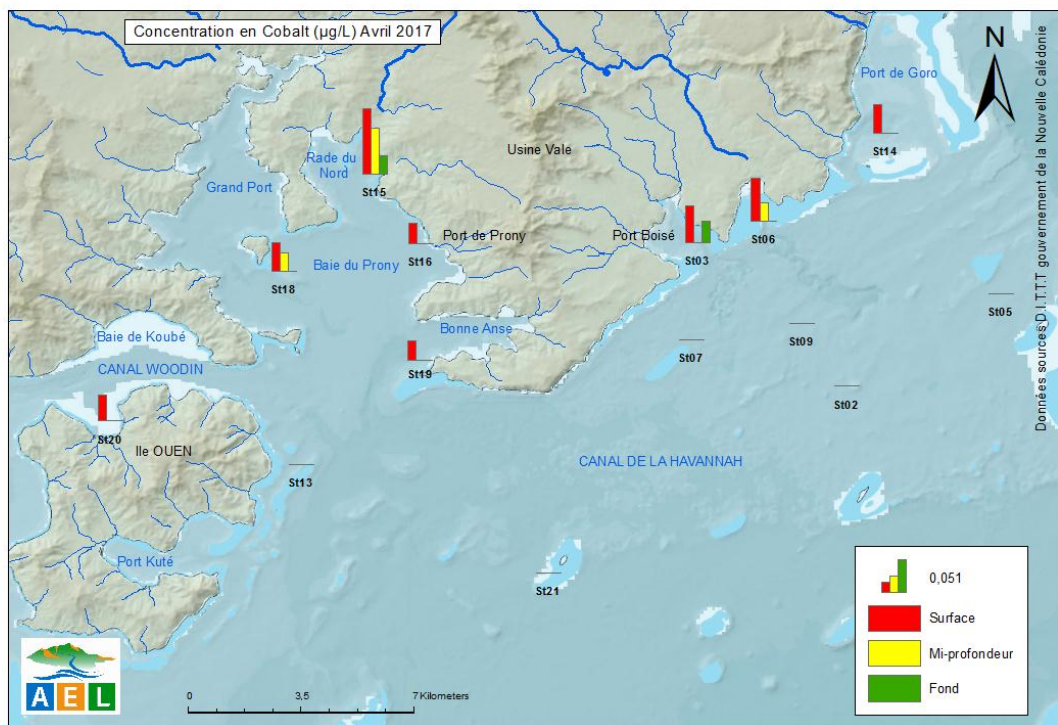 Concentration en Cobalt (µg/L) Avril 2017
N
Port de Goro
St14
Données sources D.I.T.T.T gouvernement de la Nouvelle Calédonie
Rade du
Nord
Usine Vale
Grand Port
St15
St06
Port de Prony
Port Boisé
St16
St03
Baie du Prony
St18
St05
Baie de Koubé
Bonne Anse
St09
St07
CANAL WOODIN
St19
St02
St20
Ile OUEN
CANAL DE LA HAVANNAH
St13
Port Kuté
St21
0,051
Surface
Mi-profondeur
Fond
AEL
0 3,5 7 Kilometers